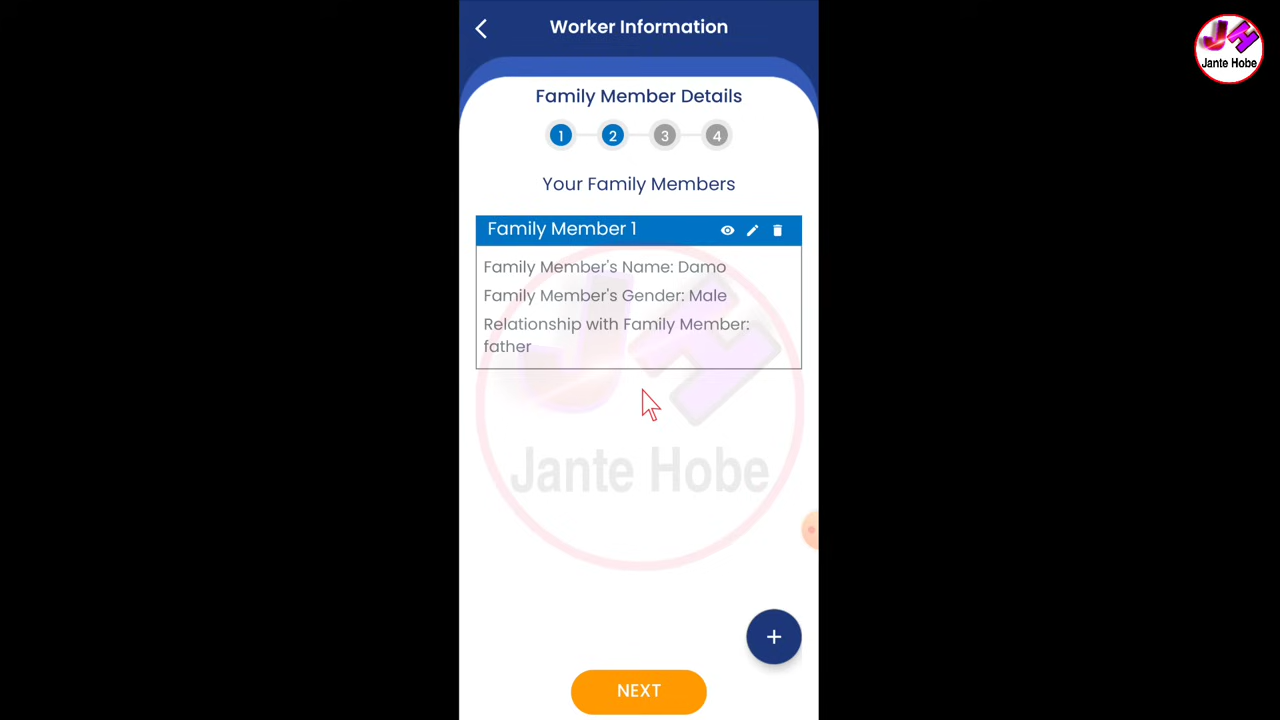 Worker Information
Jante Hobe
Family Member Details
1 2 3 4
Your Family Members
Family Member 1
Family Member's Name: Damo
Family Member's Gender: Male
Relationship with Family Member:
father
JH
Jante Hobe
+
NEXT